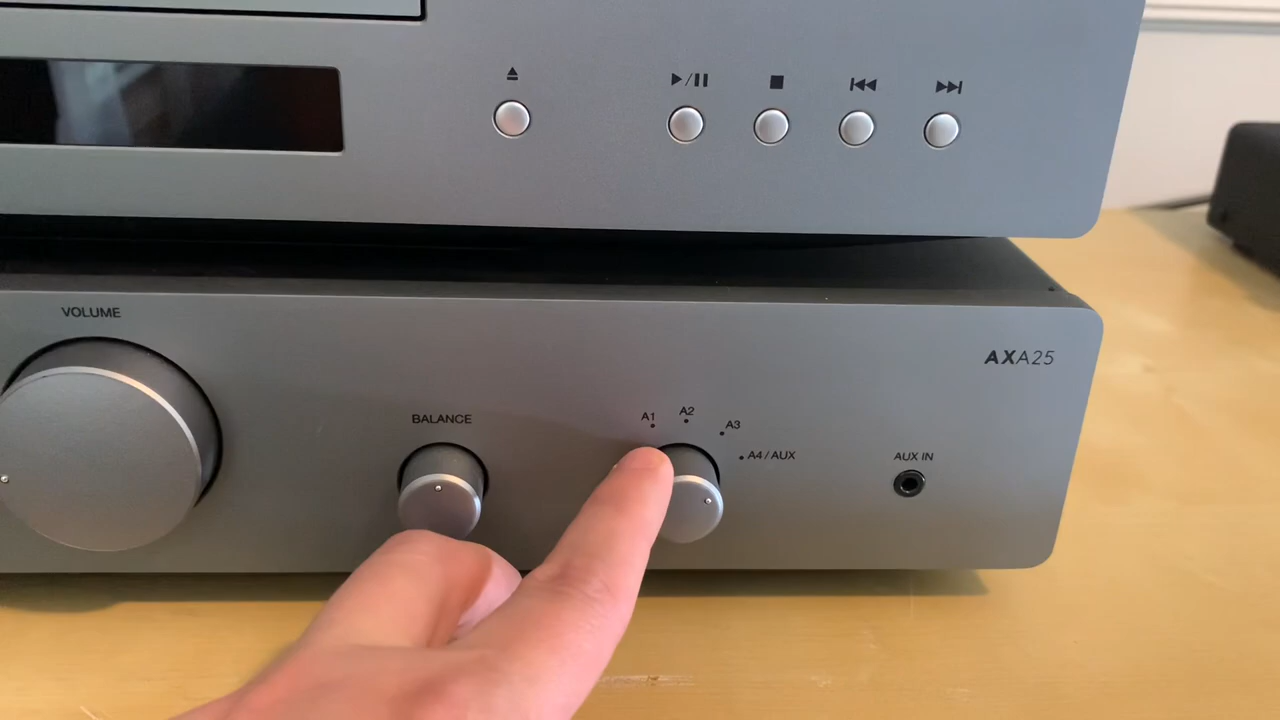 VOLUME
BALANCE
A1
A2
A3
A4/AUX
AUX IN
AXA25